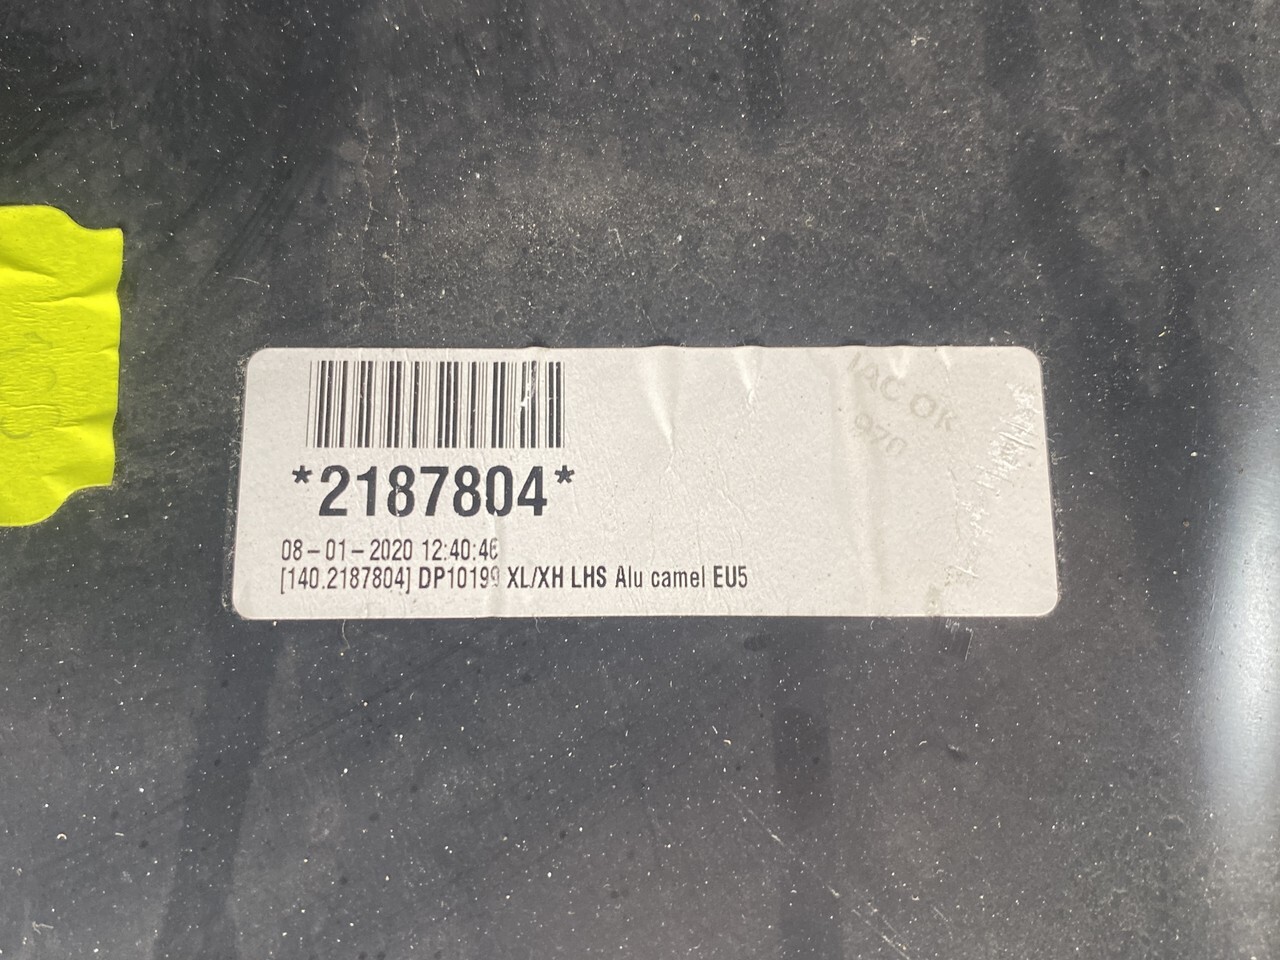 IAC OK
970
*2187804*
08-01-2020 12:40:46
[140.2187804] DP10199 XL/XH LHS Alu camel EU5